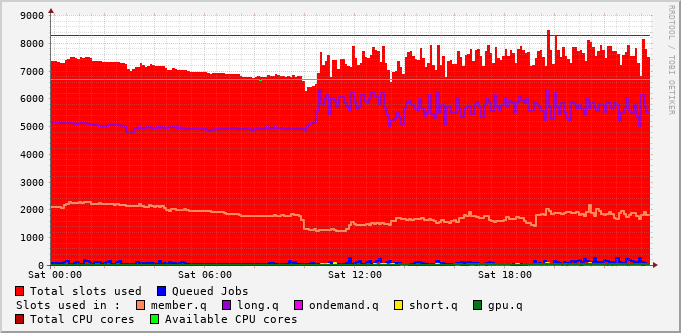 RRDTOOL / TOBI OETIKER
9000
8000
7000
6000
5000
4000
3000
2000
1000
0
Sat 00:00 Sat 06:00 Sat 12:00 Sat 18:00
Total slots used Queued Jobs
Slots used in : member.q long.q ondemand.q short.q gpu.q
Total CPU cores Available CPU cores